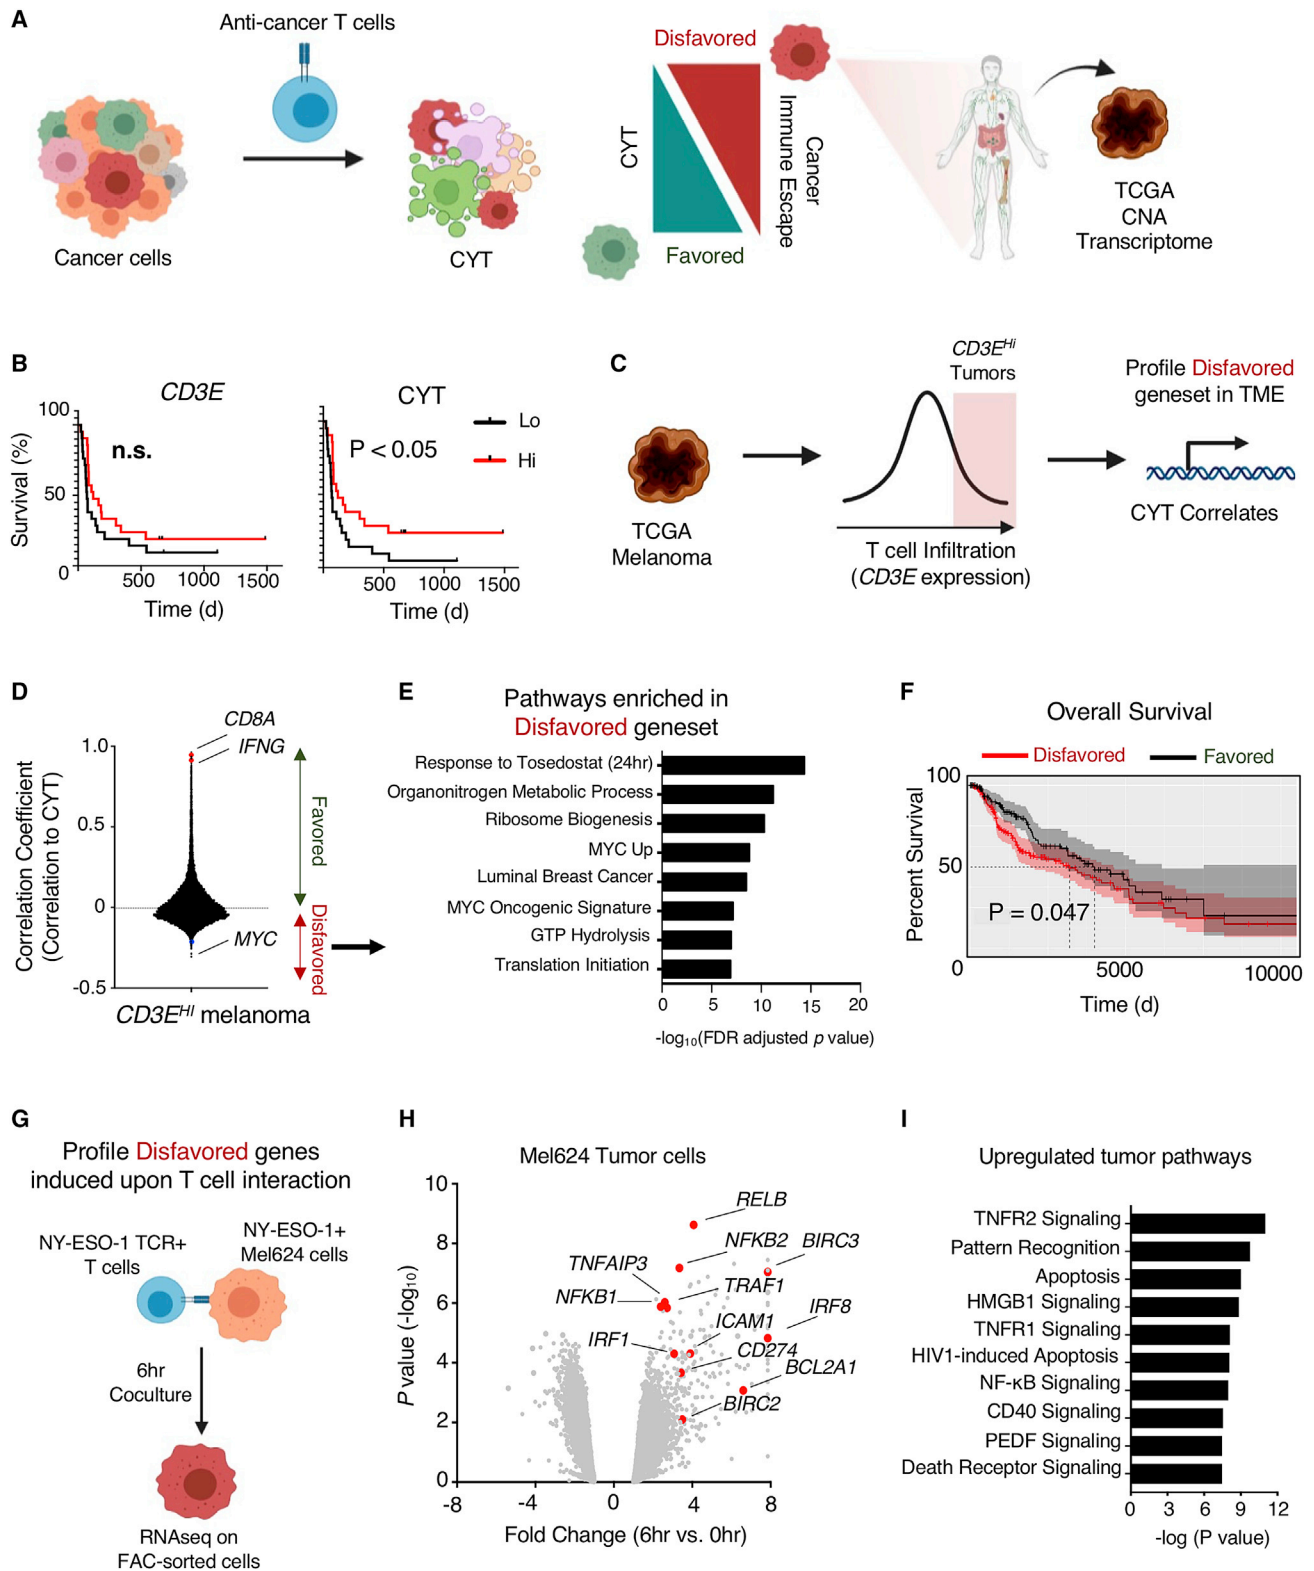 A
Anti-cancer T cells
Cancer cells
CYT
Disfavored
CYT
Cancer
Immune Escape
Favored
TCGA
CNA
Transcriptome
B
CD3E
CYT
100
50
0
Survival (%)
n.s.
P < 0.05
Lo
Hi
500
1000
1500
Time (d)
500
1000
1500
Time (d)
C
TCGA
Melanoma
CD3E^Hi
Tumors
T cell Infiltration
(CD3E expression)
Profile Disfavored
geneset in TME
CYT Correlates
D
Correlation Coefficient
(Correlation to CYT)
1.0
0.5
0
-0.5
CD8A
IFNG
MYC
Favored
Disfavored
CD3E^HI melanoma
E
Pathways enriched in
Disfavored geneset
Response to Tosedostat (24hr)
Organonitrogen Metabolic Process
Ribosome Biogenesis
MYC Up
Luminal Breast Cancer
MYC Oncogenic Signature
GTP Hydrolysis
Translation Initiation
0
5
10
15
20
-log₁₀(FDR adjusted p value)
F
Overall Survival
Disfavored
Favored
Percent Survival
100
50
0
P = 0.047
5000
10000
Time (d)
G
Profile Disfavored genes
induced upon T cell interaction
NY-ESO-1 TCR+
T cells
NY-ESO-1+
Mel624 cells
6hr
Coculture
RNAseq on
FAC-sorted cells
H
Mel624 Tumor cells
P value (-log₁₀)
10
8
6
4
2
0
RELB
NFKB2
BIRC3
TNFAIP3
TRAF1
NFKB1
IRF8
ICAM1
IRF1
CD274
BCL2A1
BIRC2
-8
-4
0
4
8
Fold Change (6hr vs. 0hr)
I
Upregulated tumor pathways
TNFR2 Signaling
Pattern Recognition
Apoptosis
HMGB1 Signaling
TNFR1 Signaling
HIV1-induced Apoptosis
NF-κB Signaling
CD40 Signaling
PEDF Signaling
Death Receptor Signaling
0
3
6
9
12
-log (P value)